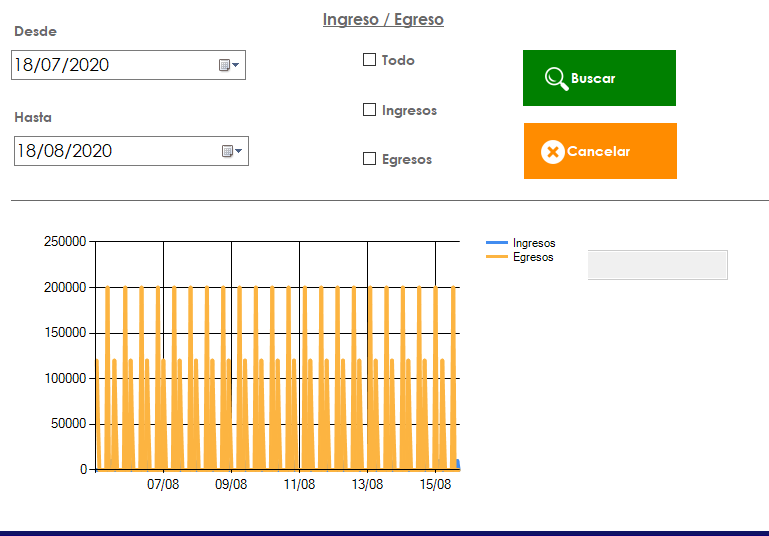 Ingreso / Egreso
Desde
18/07/2020
Todo
Buscar
Hasta
Ingresos
18/08/2020
Egresos
Cancelar
250000
200000
150000
100000
50000
0
07/08 09/08 11/08 13/08 15/08
Ingresos
Egresos